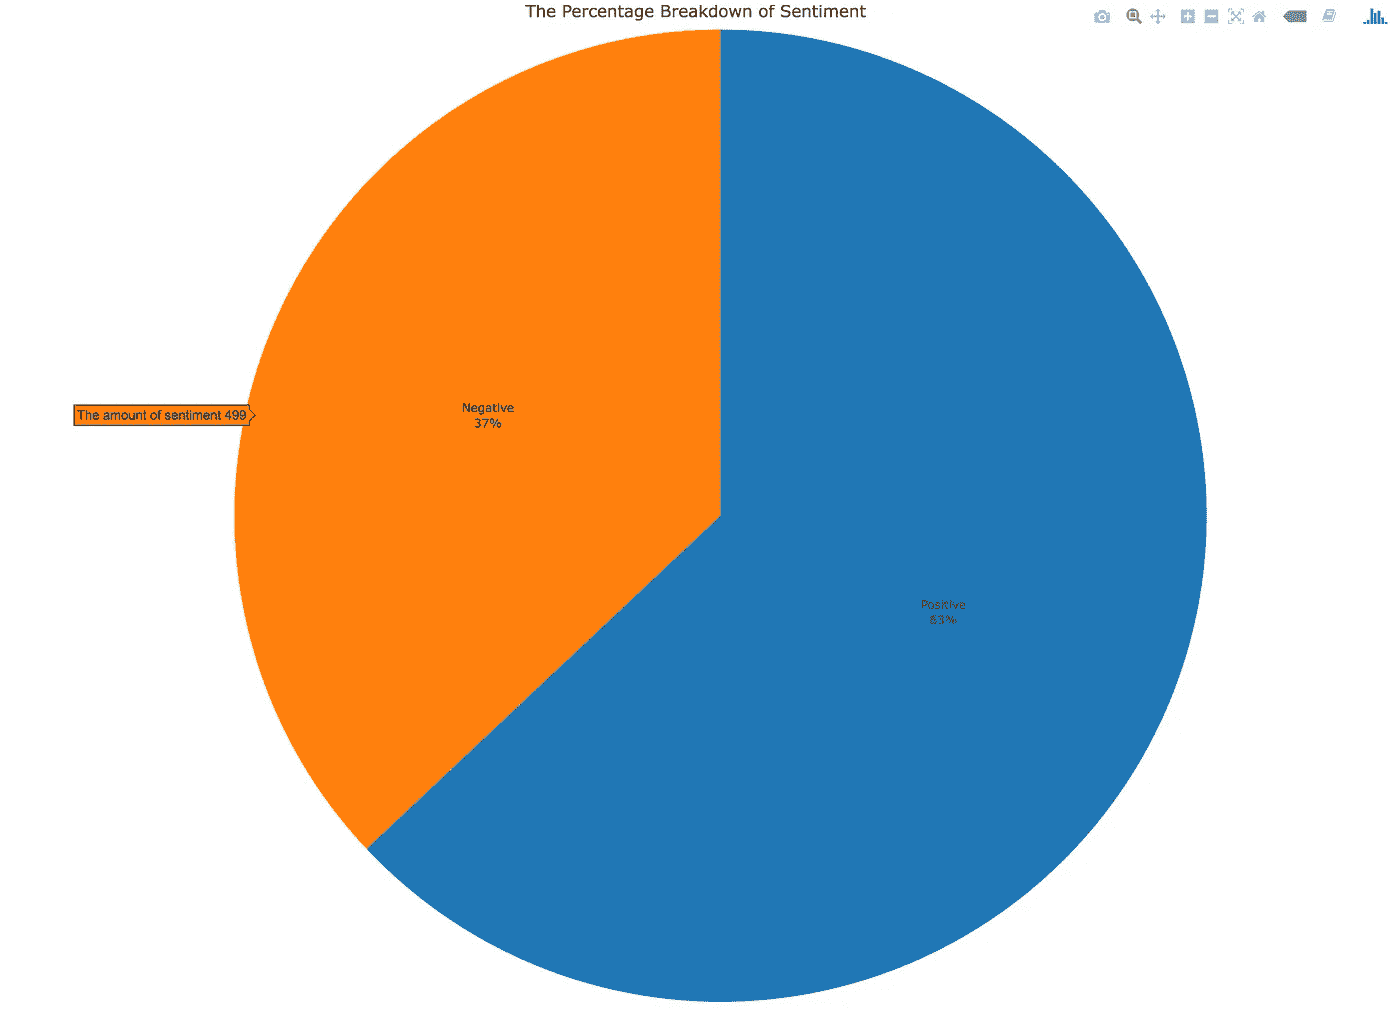 The Percentage Breakdown of Sentiment
The amount of sentiment 499
Negative
37%
Positive
63%